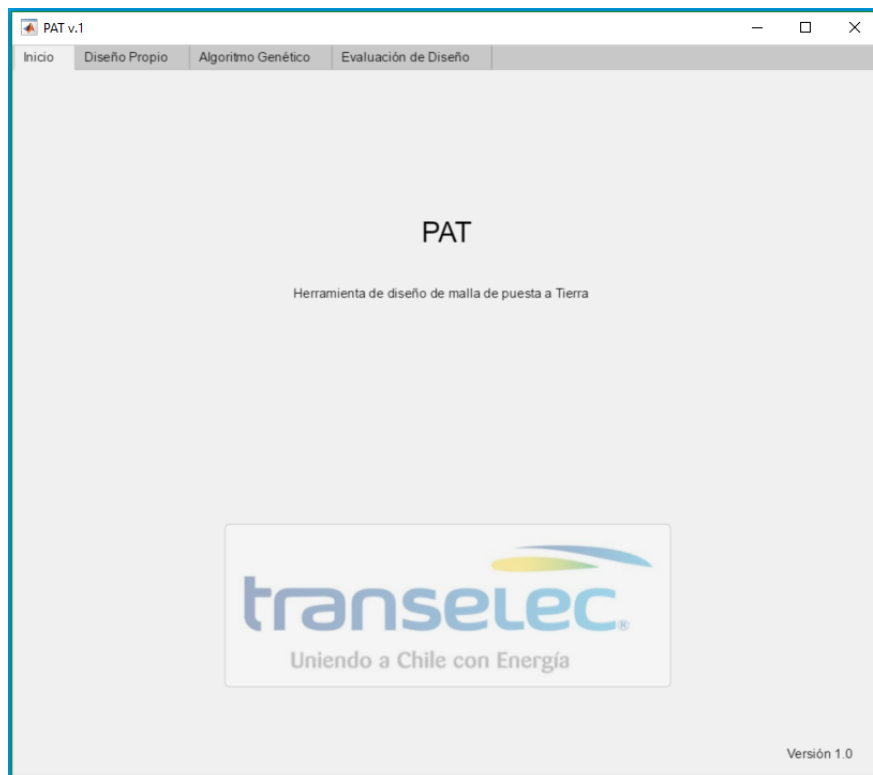 PAT v.1
Inicio Diseño Propio Algoritmo Genético Evaluación de Diseño
PAT
Herramienta de diseño de malla de puesta a Tierra
transelec®
Uniendo a Chile con Energía
Versión 1.0